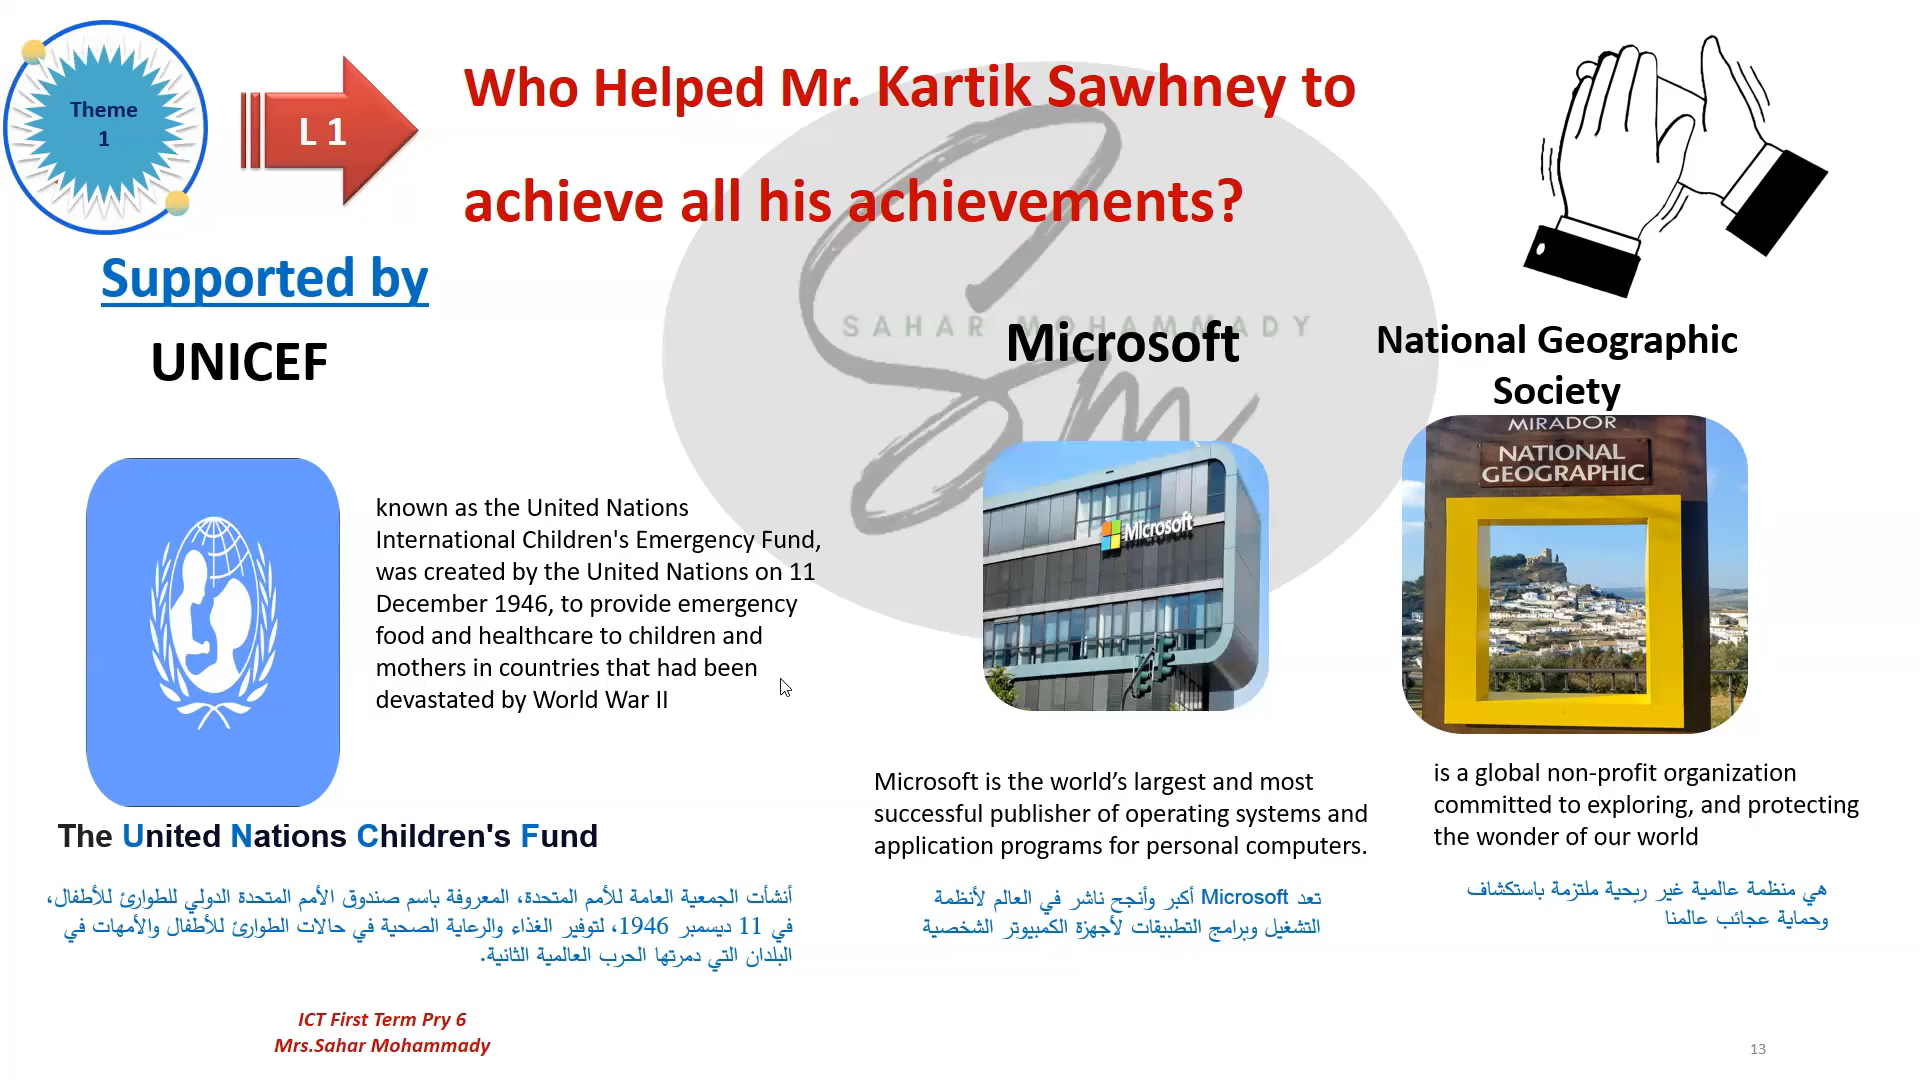 Theme
1
L 1
Who Helped Mr. Kartik Sawhney to
achieve all his achievements?
Supported by
UNICEF
known as the United Nations
International Children's Emergency Fund,
was created by the United Nations on 11
December 1946, to provide emergency
food and healthcare to children and
mothers in countries that had been
devastated by World War II
The United Nations Children's Fund
أنشأت الجمعية العامة للأمم المتحدة، المعروفة باسم صندوق الأمم المتحدة الدولي للطوارئ للأطفال،
في 11 ديسمبر 1946، لتوفير الغذاء والرعاية الصحية في حالات الطوارئ للأطفال والأمهات في
البلدان التي دمرتها الحرب العالمية الثانية.
SAHAR MOHAMMADY
Sm
Microsoft
Microsoft
Microsoft is the world’s largest and most
successful publisher of operating systems and
application programs for personal computers.
تعد Microsoft أكبر وأنجح ناشر في العالم لأنظمة
التشغيل وبرامج التطبيقات لأجهزة الكمبيوتر الشخصية
National Geographic
Society
MIRADOR
NATIONAL
GEOGRAPHIC
is a global non-profit organization
committed to exploring, and protecting
the wonder of our world
هي منظمة عالمية غير ربحية ملتزمة باستكشاف
وحماية عجائب عالمنا
ICT First Term Pry 6
Mrs.Sahar Mohammady
13